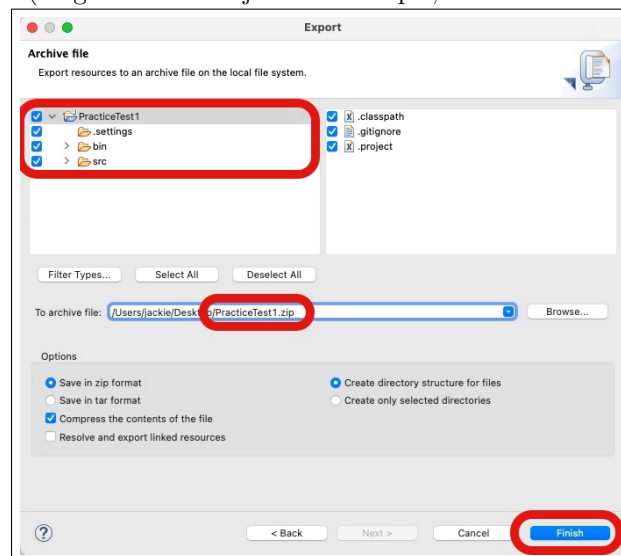 Export
Archive file
Export resources to an archive file on the local file system.
PracticeTest1
.settings
bin
src
.classpath
.gitignore
.project
Filter Types...
Select All
Deselect All
To archive file:
/Users/jackie/Desktop/PracticeTest1.zip
Browse...
Options
Save in zip format
Save in tar format
Compress the contents of the file
Resolve and export linked resources
Create directory structure for files
Create only selected directories
?
< Back
Next >
Cancel
Finish